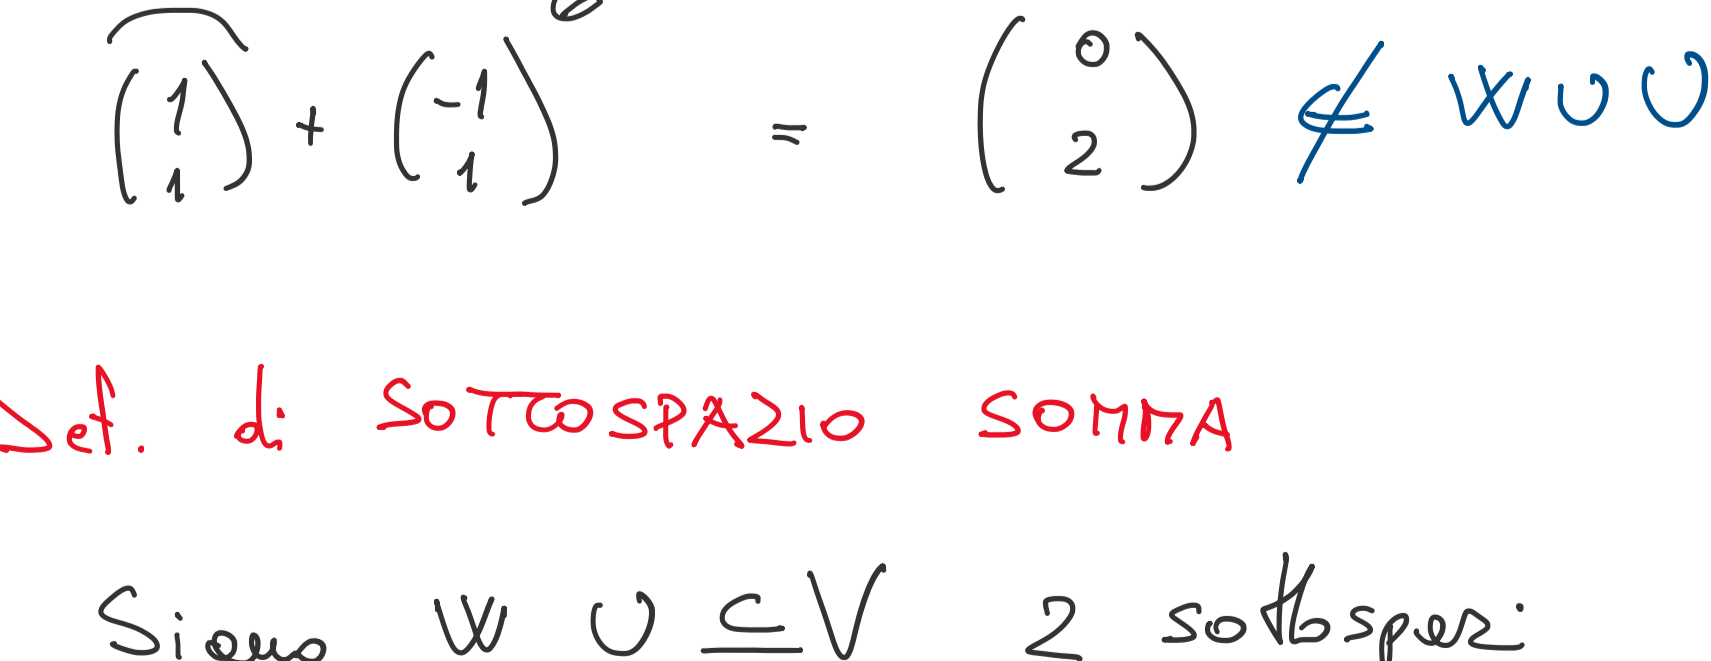 (1 1) + (-1 1) = (0 2) ∉ W ∪ U
Def. di SOTTOSPAZIO SOMMA
Siano W U ⊆ V 2 sottospazi